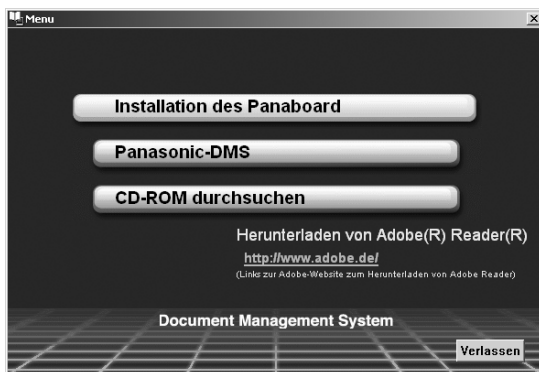 Menu
Installation des Panaboard
Panasonic-DMS
CD-ROM durchsuchen
Herunterladen von Adobe(R) Reader(R)
http://www.adobe.de/
(Links zur Adobe-Website zum Herunterladen von Adobe Reader)
Document Management System
Verlassen